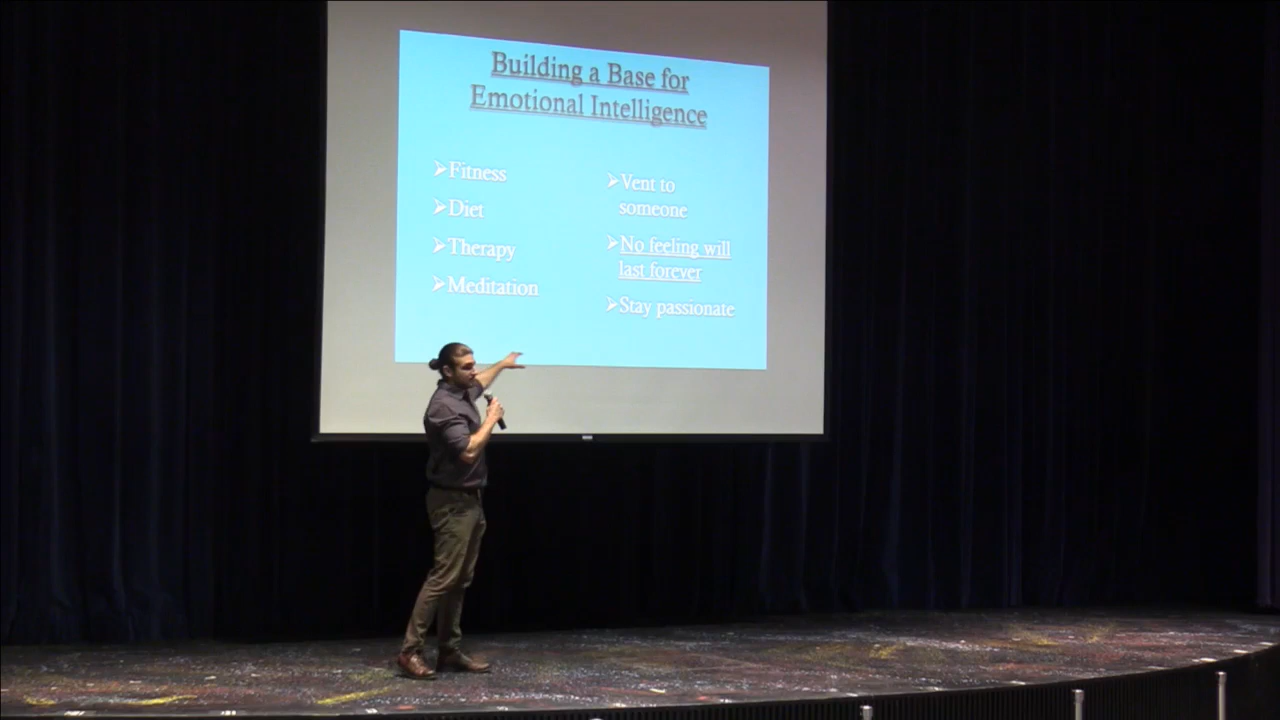 Building a Base for
Emotional Intelligence
➢Fitness
➢Diet
➢Therapy
➢Meditation
➢Vent to
someone
➢No feeling will
last forever
➢Stay passionate